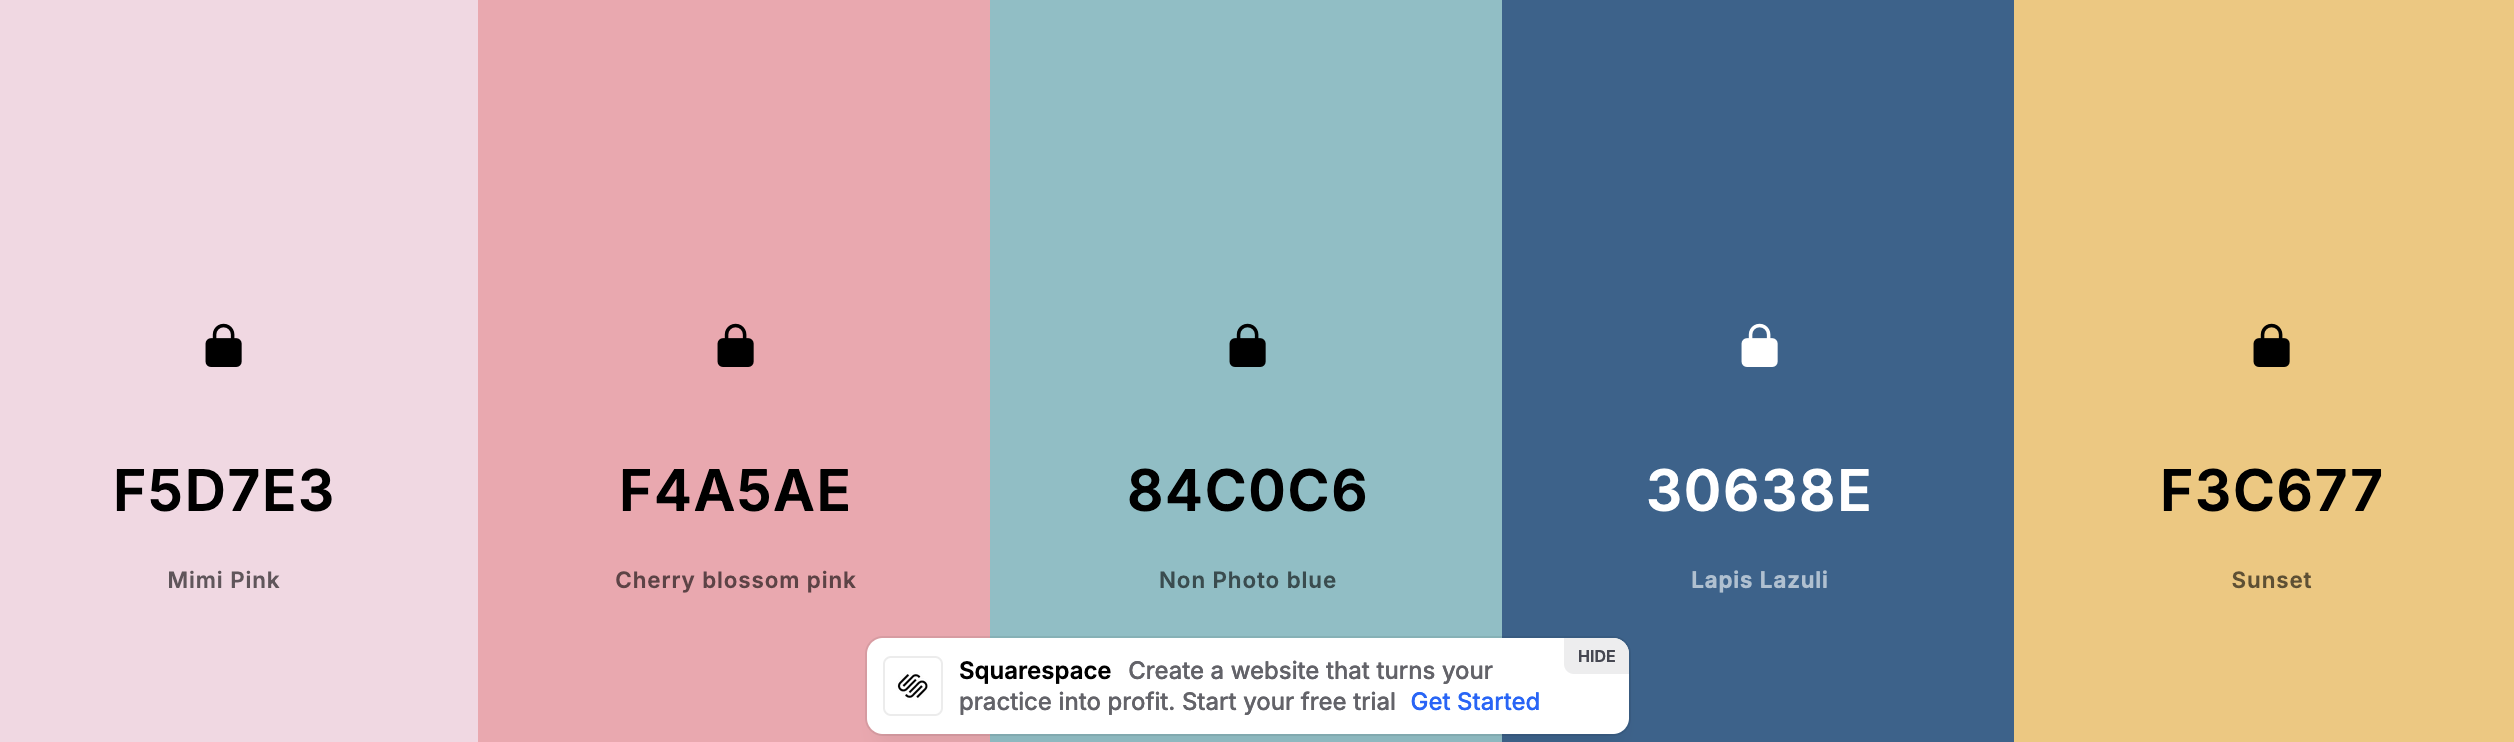 F5D7E3
Mimi Pink
F4A5AE
Cherry blossom pink
84C0C6
Non Photo blue
30638E
Lapis Lazuli
F3C677
Sunset
Squarespace Create a website that turns your
practice into profit. Start your free trial Get Started
HIDE